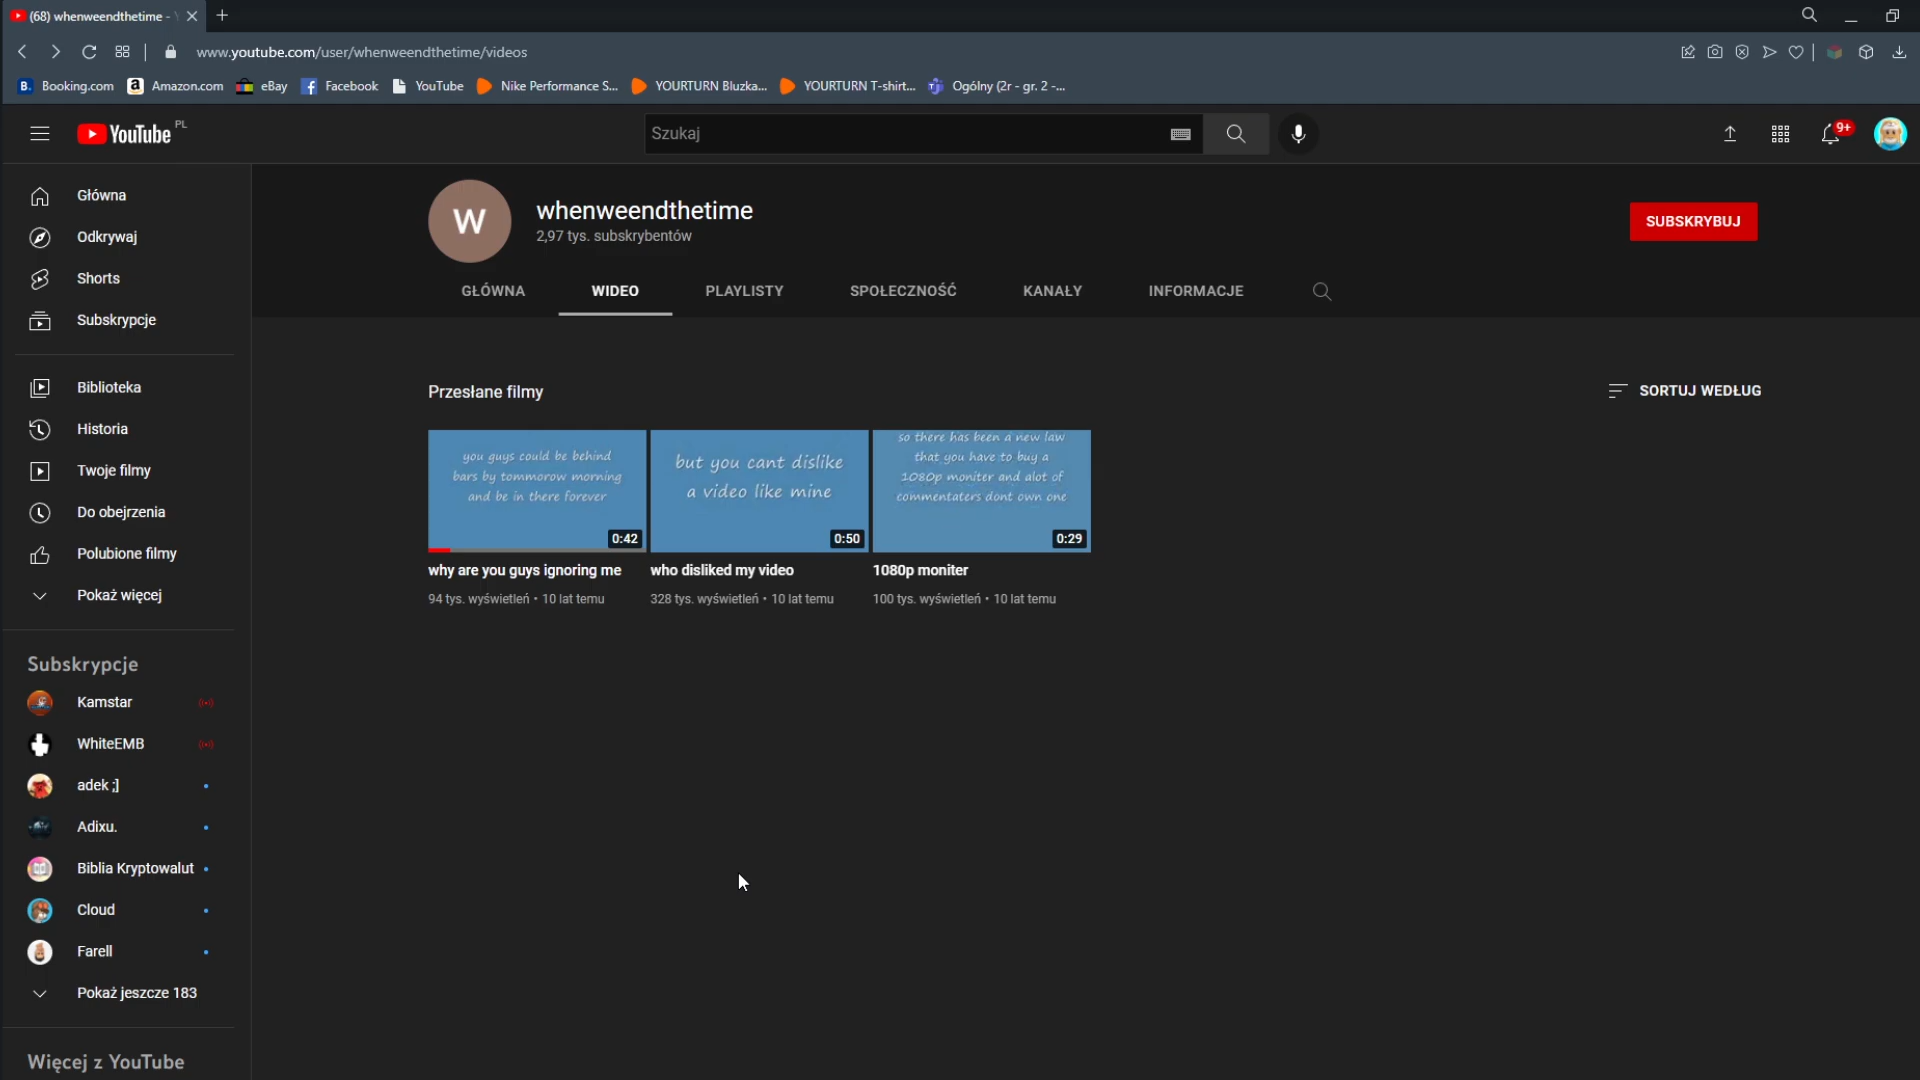 (68) whenweendthetime - Y
www.youtube.com/user/whenweendthetime/videos
Booking.com
Amazon.com
eBay
Facebook
YouTube
Nike Performance S...
YOURTURN Bluzka...
YOURTURN T-shirt...
Ogólny (2r - gr. 2 -...
YouTube PL
Szukaj
9+
Główna
Odkrywaj
Shorts
Subskrypcje
Biblioteka
Historia
Twoje filmy
Do obejrzenia
Polubione filmy
Pokaż więcej
Subskrypcje
Kamstar
WhiteEMB
adek ;]
Adixu.
Biblia Kryptowalut
Cloud
Farell
Pokaż jeszcze 183
Więcej z YouTube
W
whenweendthetime
2,97 tys. subskrybentów
SUBSKRYBUJ
GŁÓWNA
WIDEO
PLAYLISTY
SPOŁECZNOŚĆ
KANAŁY
INFORMACJE
Przesłane filmy
SORTUJ WEDŁUG
you guys could be behind
bars by tommorow morning
and be in there forever
0:42
why are you guys ignoring me
94 tys. wyświetleń • 10 lat temu
but you cant dislike
a video like mine
0:50
who disliked my video
328 tys. wyświetleń • 10 lat temu
so there has been a new law
that you have to buy a
1080p moniter and alot of
commentaters dont own one
0:29
1080p moniter
100 tys. wyświetleń • 10 lat temu